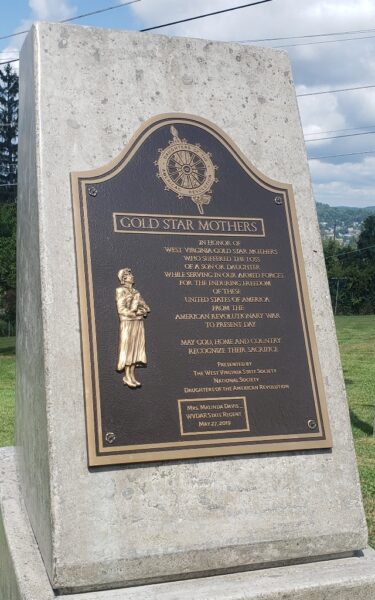 GOLD STAR MOTHERS
IN HONOR OF
WEST VIRGINIA GOLD STAR MOTHERS
WHO SUFFERED THE LOSS
OF A SON OR DAUGHTER
WHILE SERVING IN OUR ARMED FORCES
FOR THE ENDURING FREEDOM
OF THESE
UNITED STATES OF AMERICA
FROM THE
AMERICAN REVOLUTIONARY WAR
TO PRESENT DAY
MAY GOD, HOME AND COUNTRY
RECOGNIZE THEIR SACRIFICE
PRESENTED BY
THE WEST VIRGINIA STATE SOCIETY
NATIONAL SOCIETY
DAUGHTERS OF THE AMERICAN REVOLUTION
MRS. MALINDA DAVIS
WVDAR STATE REGENT
MAY 27, 2019